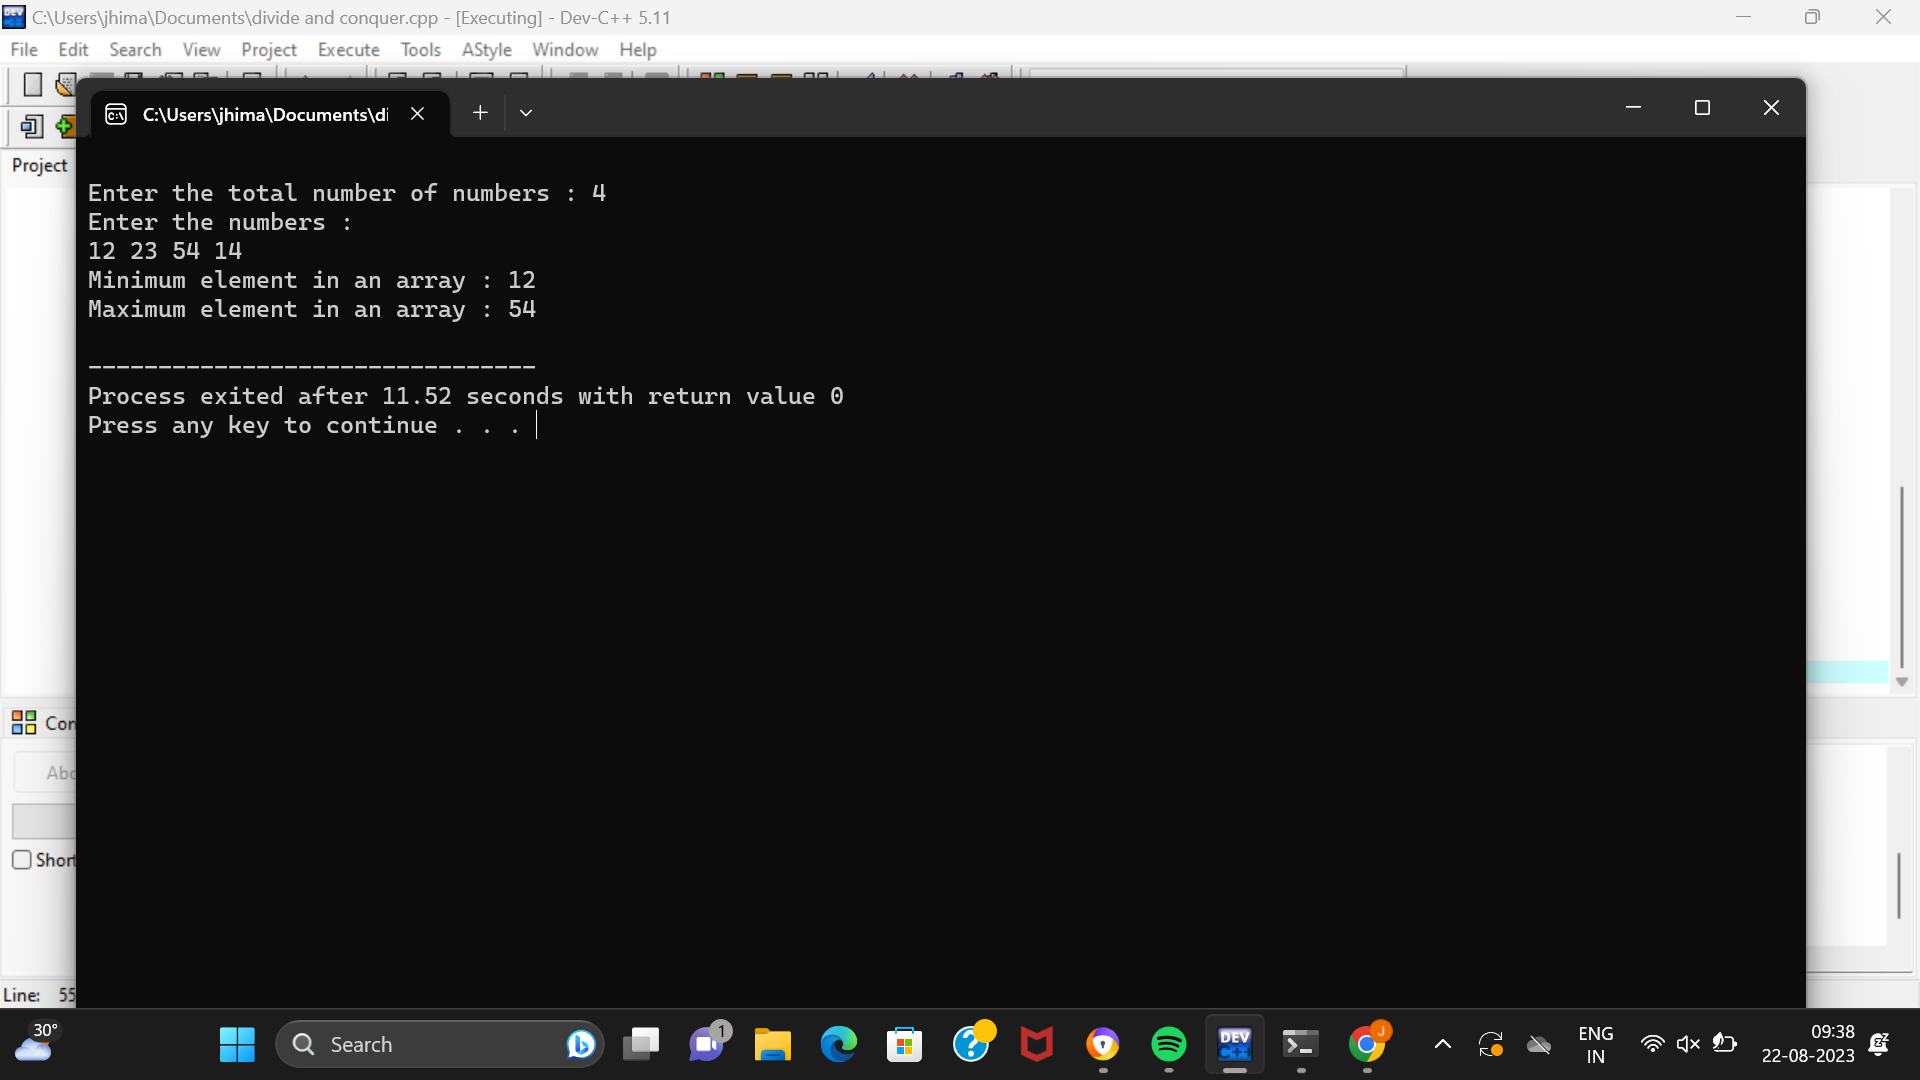 C:\Users\jhima\Documents\divide and conquer.cpp - [Executing] - Dev-C++ 5.11
File Edit Search View Project Execute Tools AStyle Window Help
C:\Users\jhima\Documents\di
Project
Enter the total number of numbers : 4
Enter the numbers :
12 23 54 14
Minimum element in an array : 12
Maximum element in an array : 54
--------------------------------
Process exited after 11.52 seconds with return value 0
Press any key to continue . . .
Con
Abo
Short
Line: 55
30°
Search
1
DEV C++
J
ENG
IN
09:38
22-08-2023